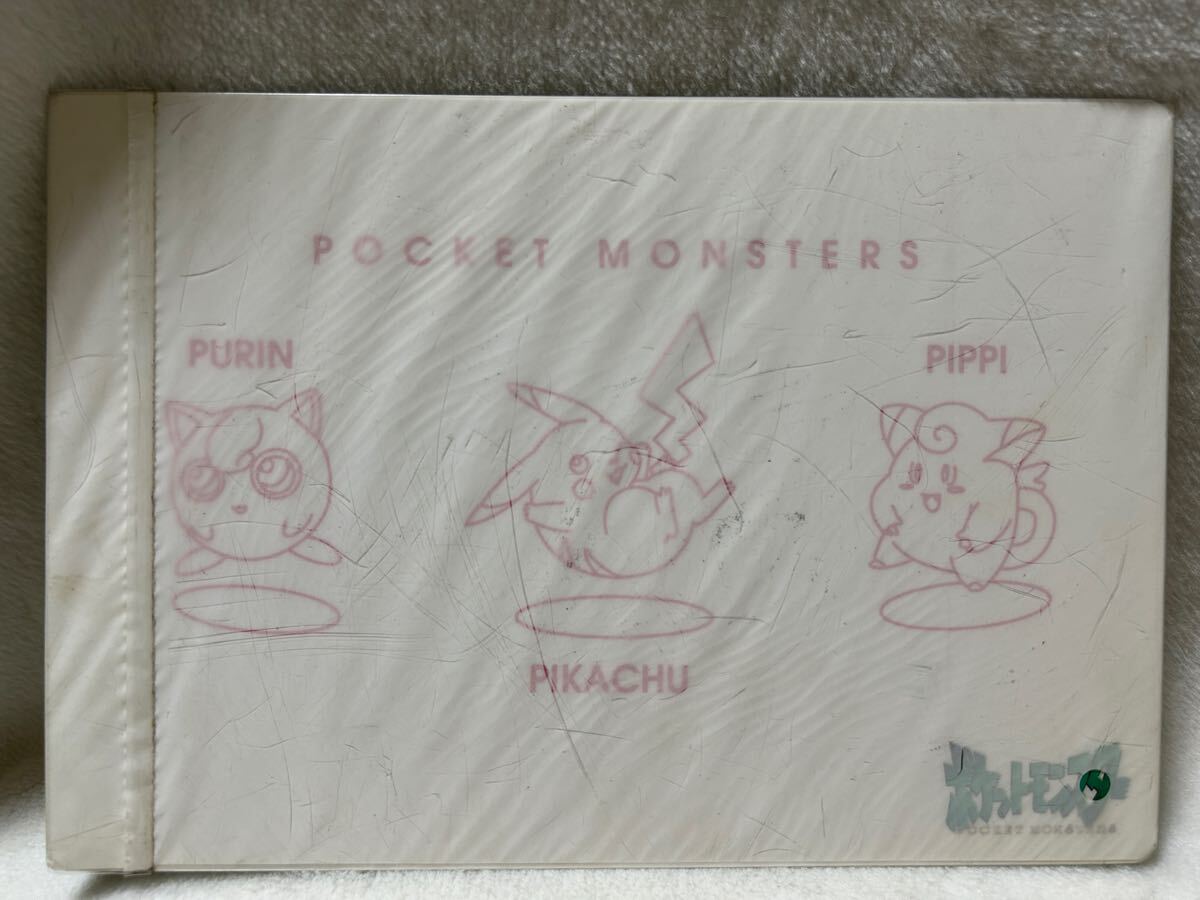 POCKET MONSTERS
PURIN
PIPPI
PIKACHU
ポケットモンスター
POCKET MONSTERS